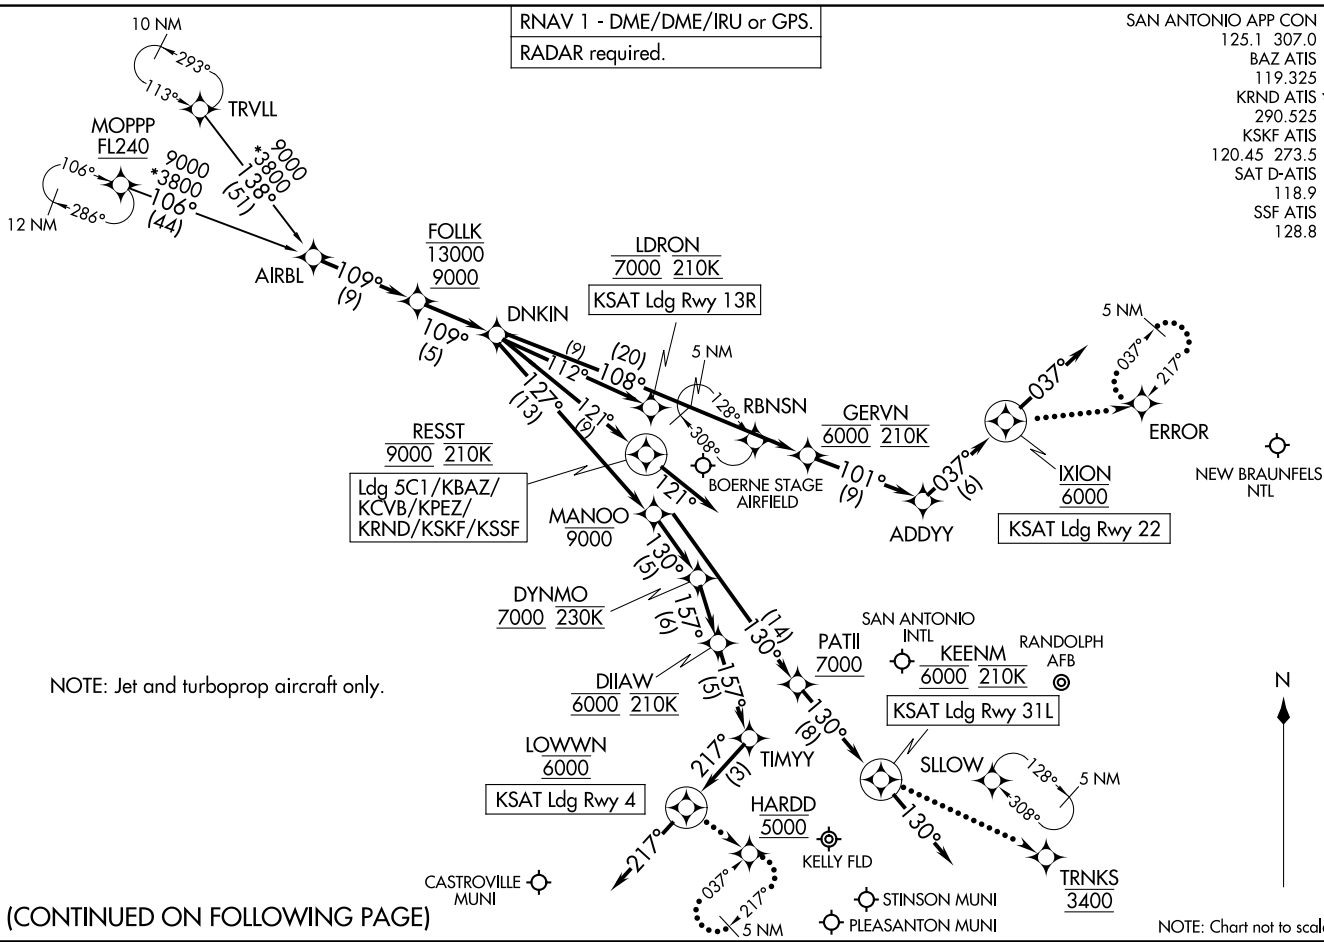 RNAV 1 - DME/DME/IRU or GPS.
RADAR required.
SAN ANTONIO APP CON
125.1 307.0
BAZ ATIS
119.325
KRND ATIS
290.525
KSKF ATIS
120.45 273.5
SAT D-ATIS
118.9
SSF ATIS
128.8
10 NM
293°
113°
TRVLL
MOPPP
FL240
106°
286°
12 NM
9000
*3800
106°
(44)
9000
*3800
138°
(51)
AIRBL
109°
(9)
FOLLK
13000
9000
109°
(5)
DNKIN
LDRON
7000 210K
KSAT Ldg Rwy 13R
(9)
112°
(20)
108°
5 NM
128°
308°
RBNSN
127°
(13)
121°
(9)
121°
BOERNE STAGE
AIRFIELD
GERVN
6000 210K
101°
(9)
ADDYY
037°
(6)
037°
IXION
6000
KSAT Ldg Rwy 22
5 NM
037°
217°
ERROR
NEW BRAUNFELS
NTL
RESST
9000 210K
Ldg 5C1/KBAZ/
KCVB/KPEZ/
KRND/KSKF/KSSF
MANOO
9000
130°
(5)
DYNMO
7000 230K
157°
(6)
(14)
130°
DIIAW
6000 210K
157°
(5)
PATII
7000
130°
(8)
SAN ANTONIO
INTL
KEENM
6000 210K
KSAT Ldg Rwy 31L
RANDOLPH
AFB
N
NOTE: Jet and turboprop aircraft only.
TIMYY
217°
(3)
LOWWN
6000
KSAT Ldg Rwy 4
217°
HARDD
5000
037°
217°
5 NM
KELLY FLD
SLLOW
128°
308°
5 NM
130°
TRNKS
3400
CASTROVILLE
MUNI
STINSON MUNI
PLEASANTON MUNI
(CONTINUED ON FOLLOWING PAGE)
NOTE: Chart not to scale